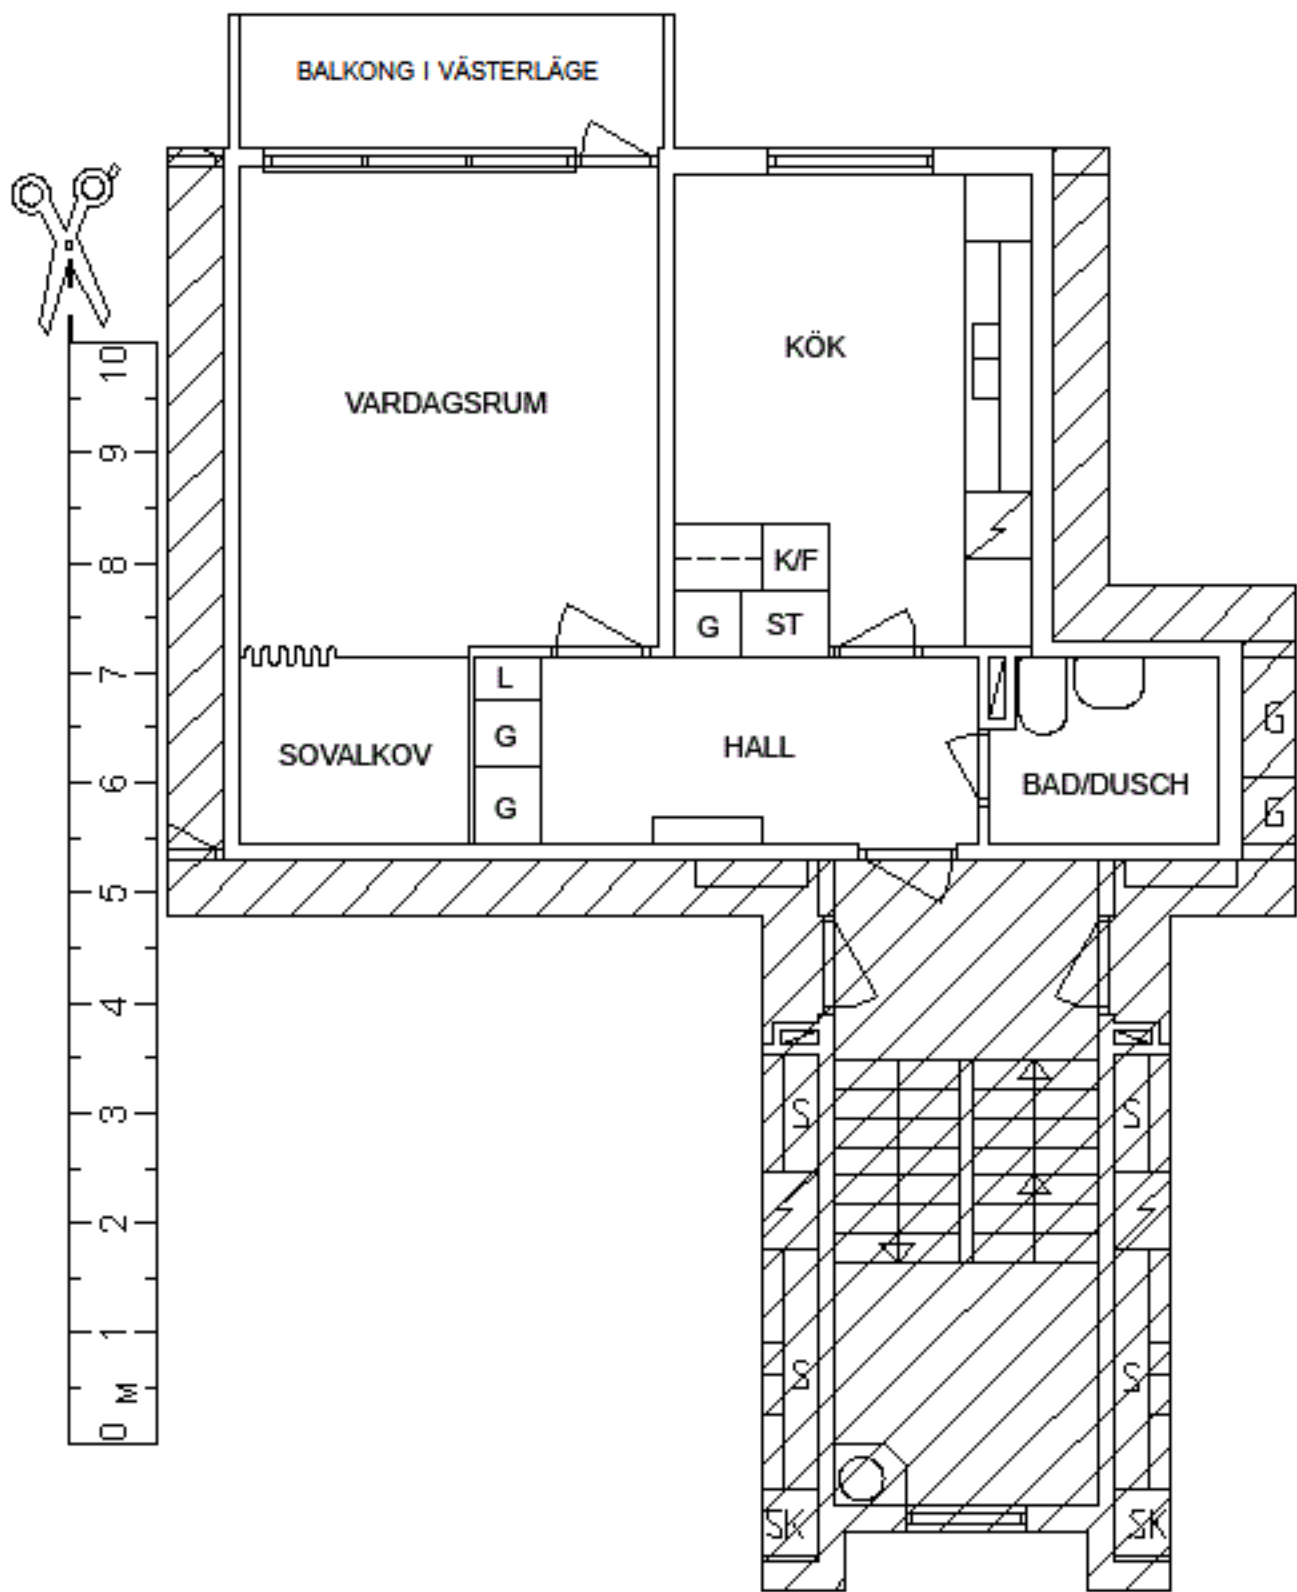 BALKONG I VÄSTERLÄGE
KÖK
VARDAGSRUM
K/F
G
ST
L
G
G
SOVALKOV
HALL
BAD/DUSCH
G
G
10
9
8
7
6
5
4
3
2
1
M
0
S
S
S
S
SK
SK